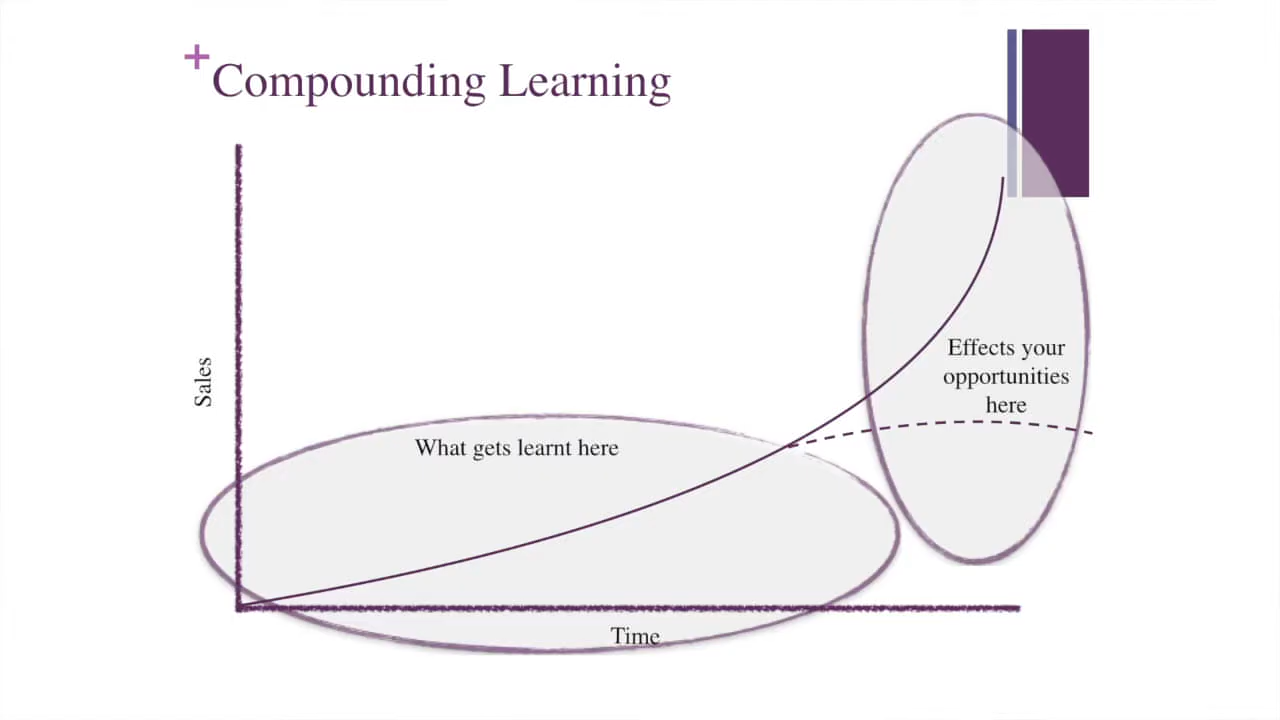 +
Compounding Learning
Sales
What gets learnt here
Effects your
opportunities
here
Time